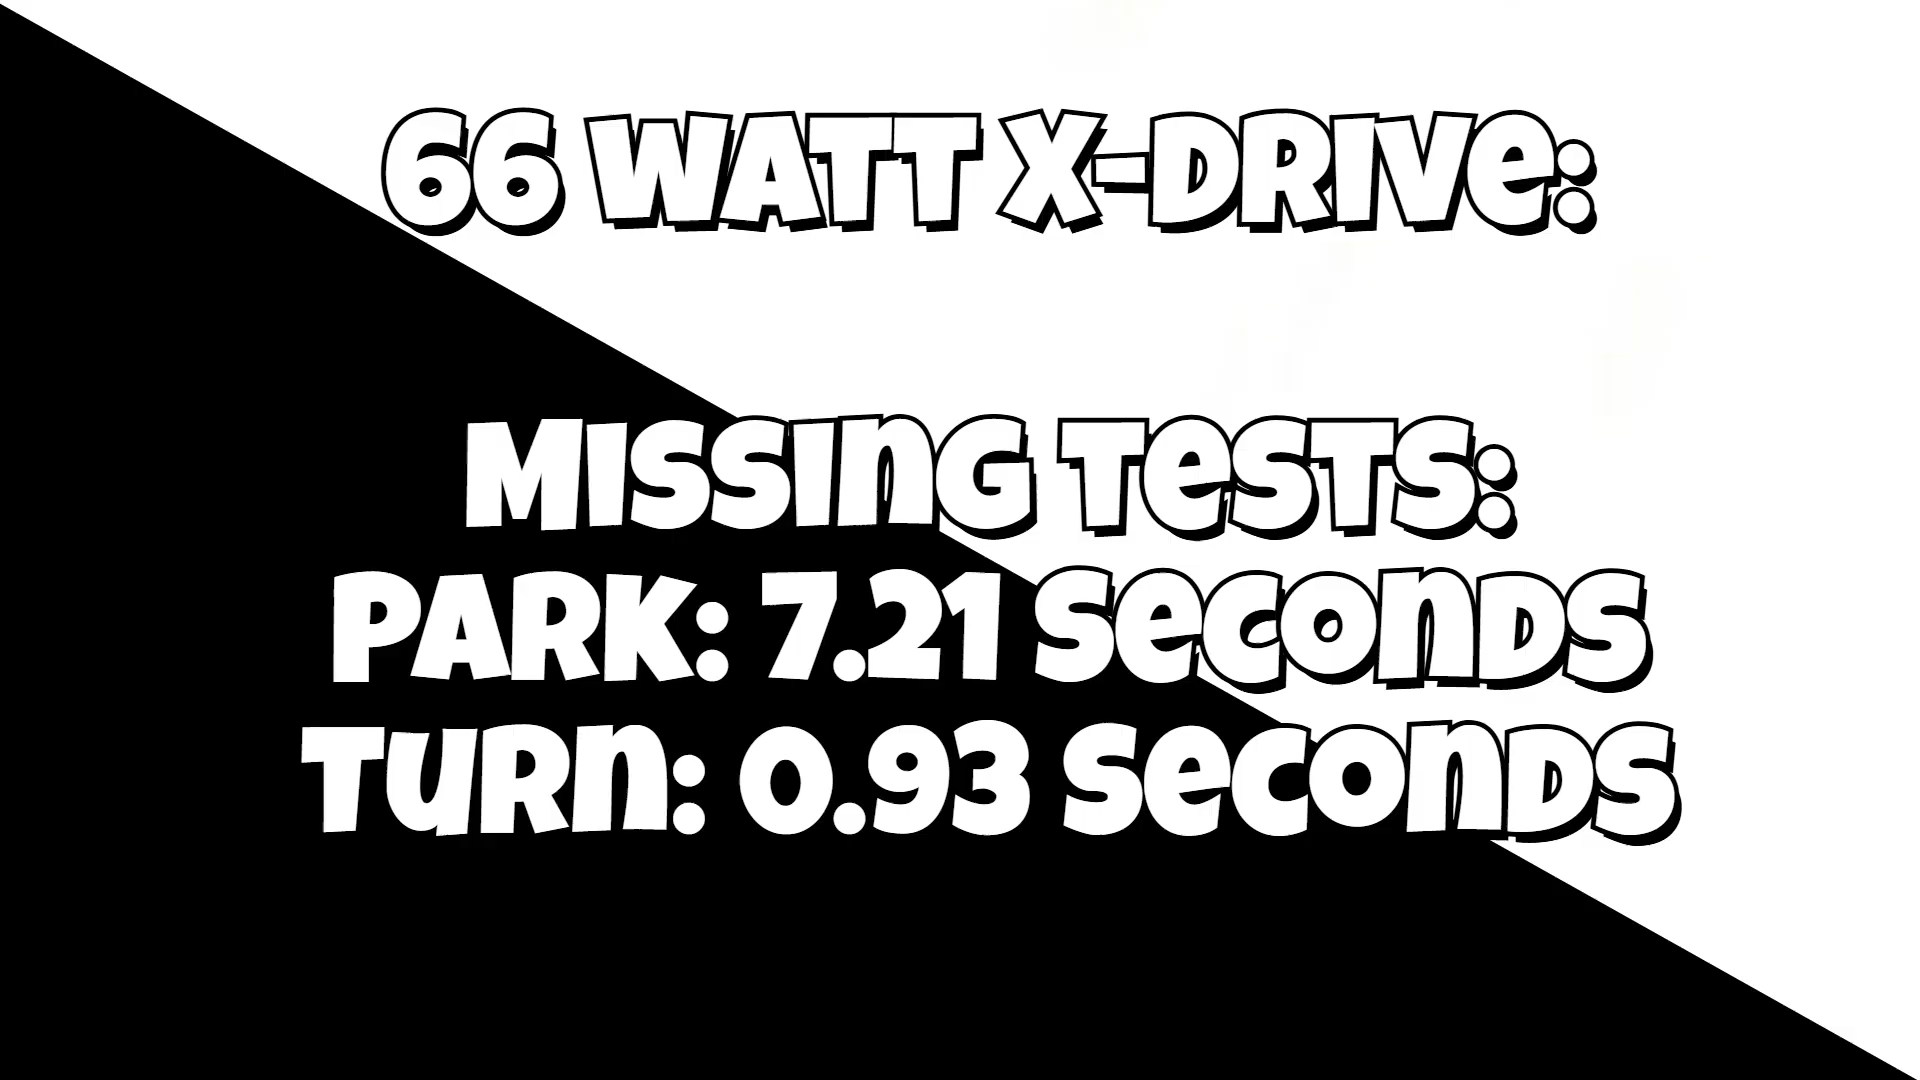 66 WATT X-DRIVE:
MISSING TESTS:
PARK: 7.21 SECONDS
TURN: 0.93 SECONDS